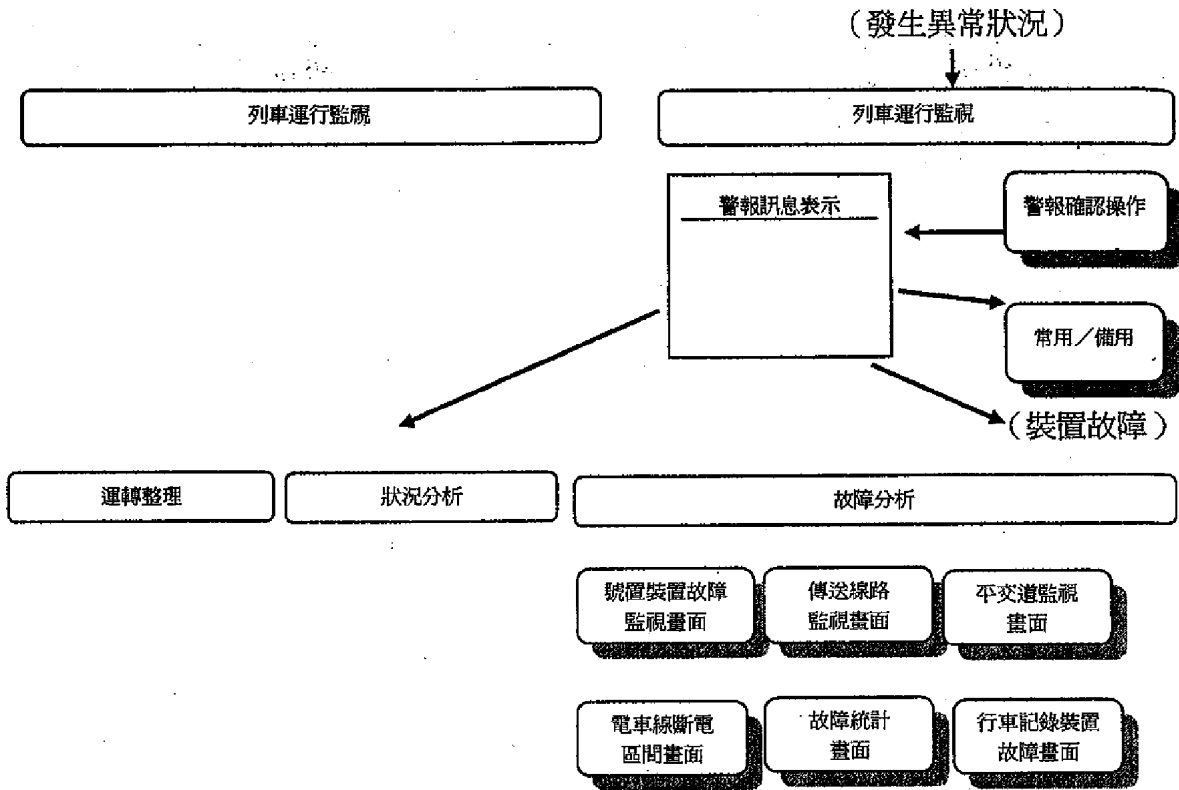 （發生異常狀況）
列車運行監視
列車運行監視
警報訊息表示
警報確認操作
常用／備用
（裝置故障）
運轉整理
狀況分析
故障分析
號置裝置故障
監視畫面
傳送線路
監視畫面
平交道監視
畫面
電車線斷電
區間畫面
故障統計
畫面
行車記錄裝置
故障畫面